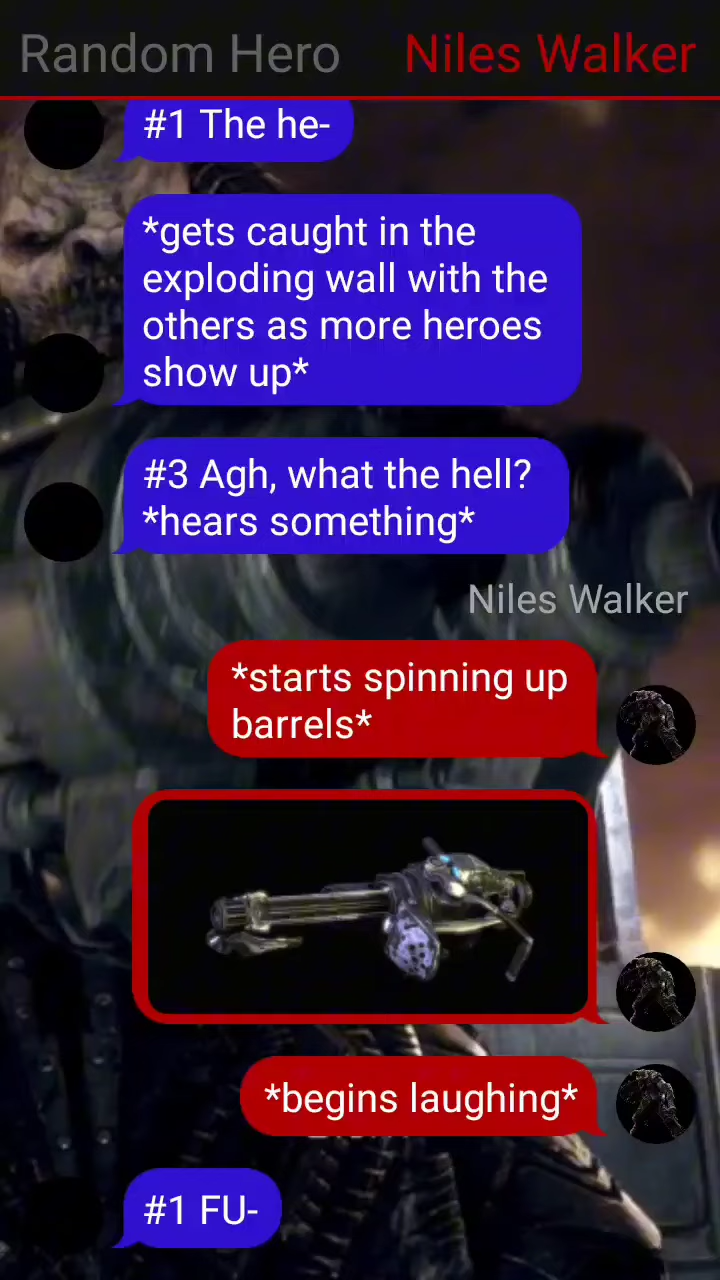 Random Hero Niles Walker
#1 The he-
*gets caught in the
exploding wall with the
others as more heroes
show up*
#3 Agh, what the hell?
*hears something*
Niles Walker
*starts spinning up
barrels*
*begins laughing*
#1 FU-